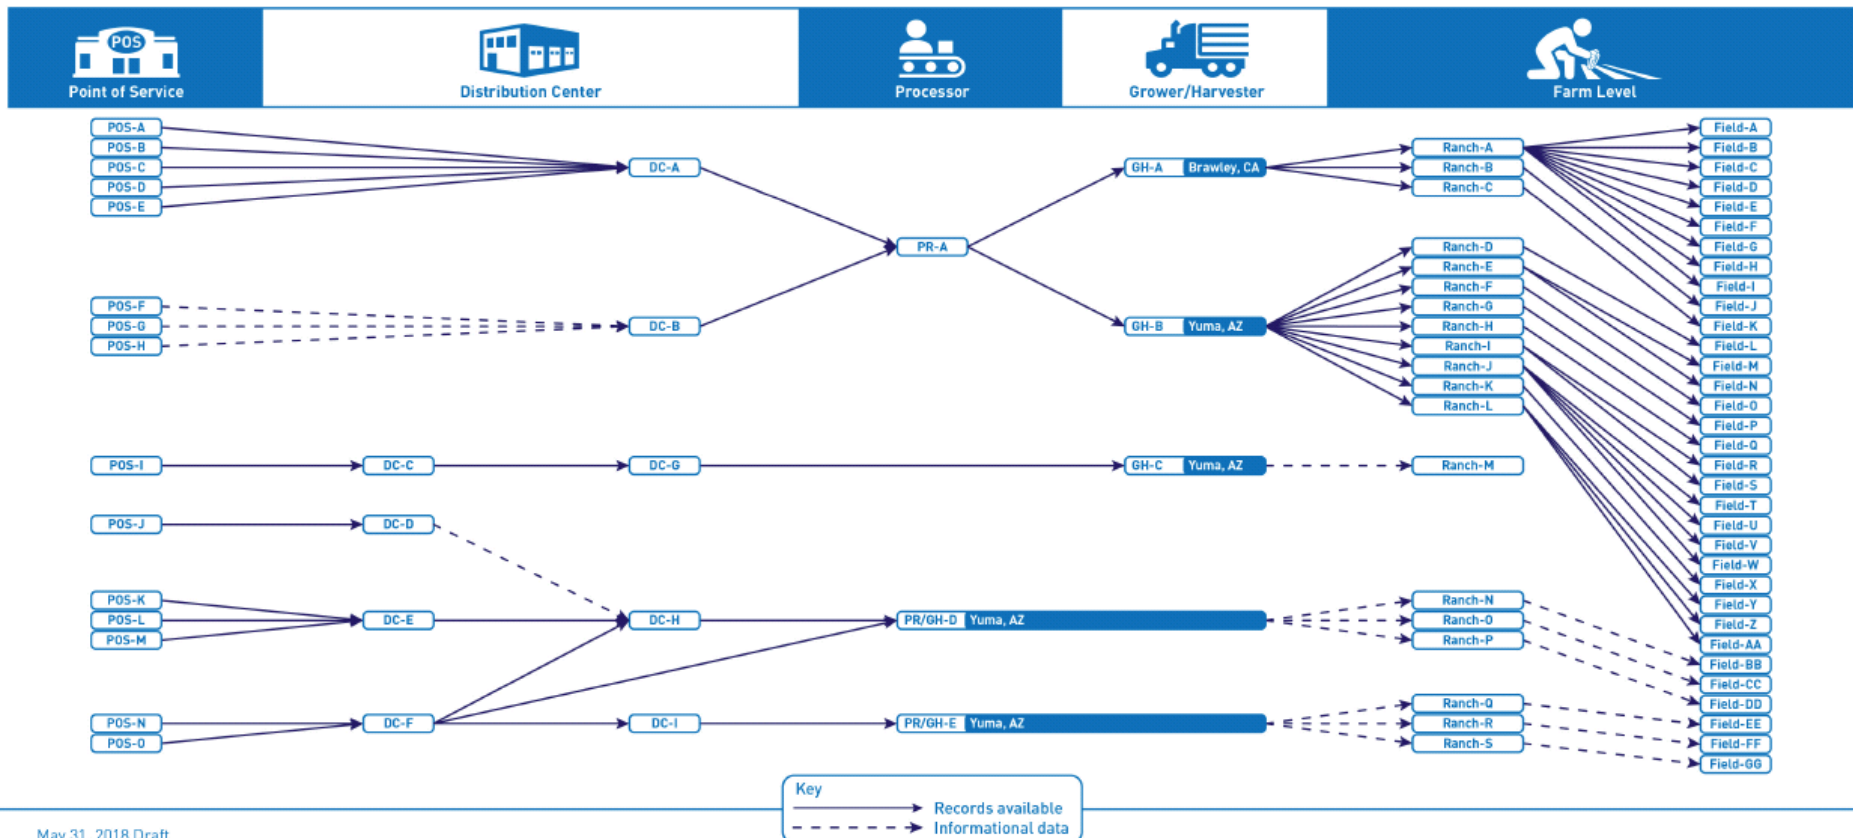 POS
Point of Service
Distribution Center
Processor
Grower/Harvester
Farm Level
POS-A
POS-B
POS-C
POS-D
POS-E
POS-F
POS-G
POS-H
POS-I
POS-J
POS-K
POS-L
POS-M
POS-N
POS-O
DC-C
DC-D
DC-E
DC-F
DC-A
DC-B
DC-G
DC-H
DC-I
PR-A
PR/GH-D Yuma, AZ
PR/GH-E Yuma, AZ
GH-A Brawley, CA
GH-B Yuma, AZ
GH-C Yuma, AZ
Ranch-A
Ranch-B
Ranch-C
Ranch-D
Ranch-E
Ranch-F
Ranch-G
Ranch-H
Ranch-I
Ranch-J
Ranch-K
Ranch-L
Ranch-M
Ranch-N
Ranch-O
Ranch-P
Ranch-Q
Ranch-R
Ranch-S
Field-A
Field-B
Field-C
Field-D
Field-E
Field-F
Field-G
Field-H
Field-I
Field-J
Field-K
Field-L
Field-M
Field-N
Field-O
Field-P
Field-Q
Field-R
Field-S
Field-T
Field-U
Field-V
Field-W
Field-X
Field-Y
Field-Z
Field-AA
Field-BB
Field-CC
Field-DD
Field-EE
Field-FF
Field-GG
Key
Records available
Informational data
May 31, 2018 Draft